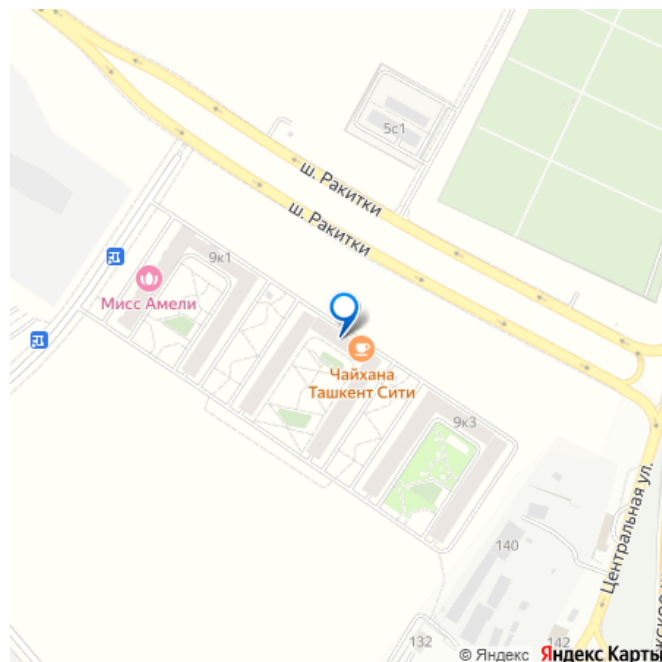 5с1
ш. Ракитки
ш. Ракитки
9к1
Мисс Амели
Чайхана
Ташкент Сити
9к3
Центральная ул.
140
132
142
© Яндекс Яндекс Карты